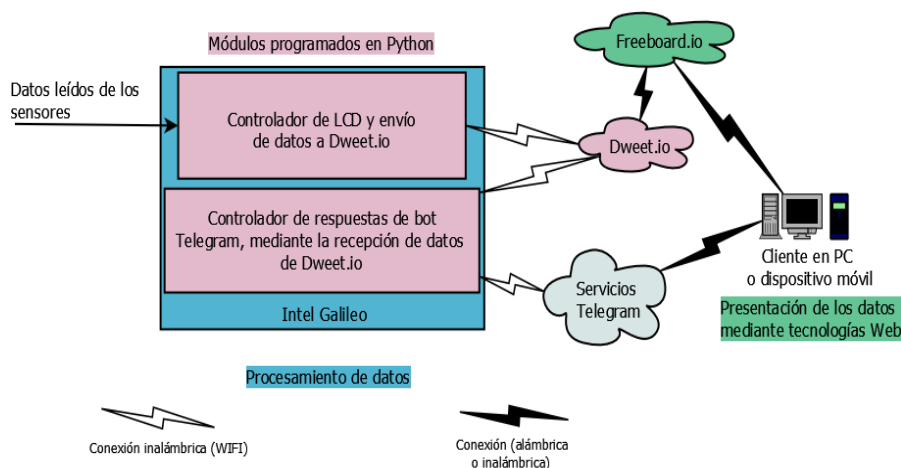 Módulos programados en Python
Freeboard.io
Datos leídos de los
sensores
Controlador de LCD y envío
de datos a Dweet.io
Dweet.io
Controlador de respuestas de bot
Telegram, mediante la recepción de datos
de Dweet.io
Intel Galileo
Servicios
Telegram
Cliente en PC
o dispositivo móvil
Presentación de los datos
mediante tecnologías Web
Procesamiento de datos
Conexión inalámbrica (WIFI)
Conexión (alámbrica
o inalámbrica)